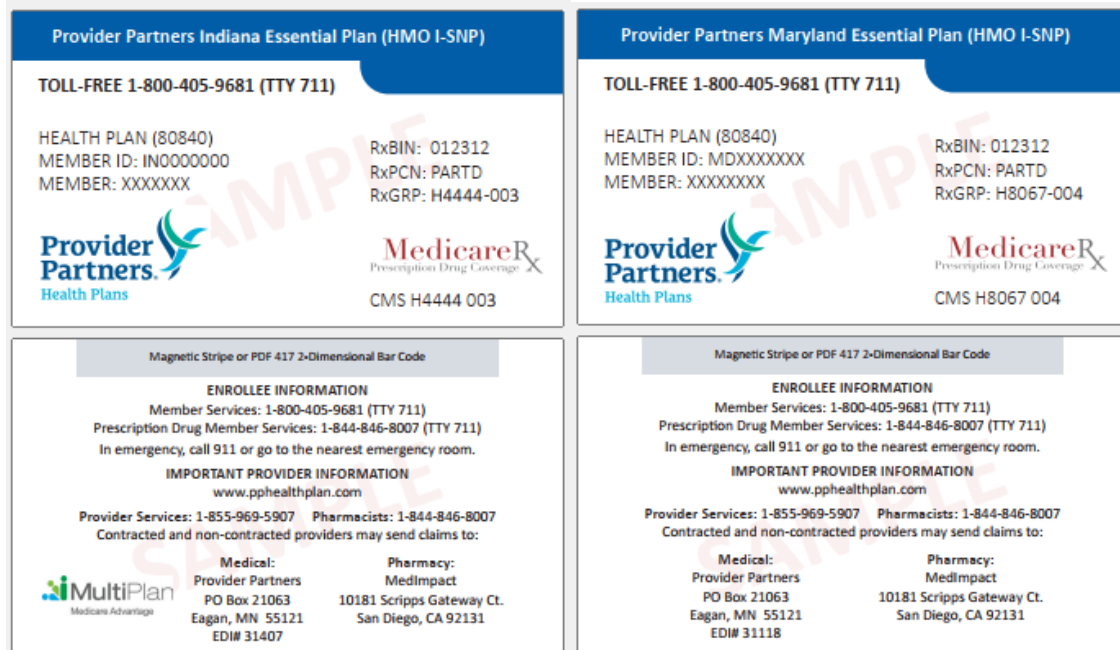 Provider Partners Indiana Essential Plan (HMO I-SNP)
TOLL-FREE 1-800-405-9681 (TTY 711)
HEALTH PLAN (80840)
MEMBER ID: IN0000000
MEMBER: XXXXXXX
RxBIN: 012312
RxPCN: PARTD
RxGRP: H4444-003
SAMPLE
Provider
Partners.
Health Plans
MedicareRx
Prescription Drug Coverage
CMS H4444 003
Provider Partners Maryland Essential Plan (HMO I-SNP)
TOLL-FREE 1-800-405-9681 (TTY 711)
HEALTH PLAN (80840)
MEMBER ID: MDXXXXXXX
MEMBER: XXXXXXXX
RxBIN: 012312
RxPCN: PARTD
RxGRP: H8067-004
SAMPLE
Provider
Partners.
Health Plans
MedicareRx
Prescription Drug Coverage
CMS H8067 004
Magnetic Stripe or PDF 417 2-Dimensional Bar Code
ENROLLEE INFORMATION
Member Services: 1-800-405-9681 (TTY 711)
Prescription Drug Member Services: 1-844-846-8007 (TTY 711)
In emergency, call 911 or go to the nearest emergency room.
IMPORTANT PROVIDER INFORMATION
www.pphealthplan.com
Provider Services: 1-855-969-5907 Pharmacists: 1-844-846-8007
Contracted and non-contracted providers may send claims to:
SAMPLE
MultiPlan
Medicare Advantage
Medical:
Provider Partners
PO Box 21063
Eagan, MN 55121
EDI# 31407
Pharmacy:
MedImpact
10181 Scripps Gateway Ct.
San Diego, CA 92131
Magnetic Stripe or PDF 417 2-Dimensional Bar Code
ENROLLEE INFORMATION
Member Services: 1-800-405-9681 (TTY 711)
Prescription Drug Member Services: 1-844-846-8007 (TTY 711)
In emergency, call 911 or go to the nearest emergency room.
IMPORTANT PROVIDER INFORMATION
www.pphealthplan.com
Provider Services: 1-855-969-5907 Pharmacists: 1-844-846-8007
Contracted and non-contracted providers may send claims to:
SAMPLE
Medical:
Provider Partners
PO Box 21063
Eagan, MN 55121
EDI# 31118
Pharmacy:
MedImpact
10181 Scripps Gateway Ct.
San Diego, CA 92131